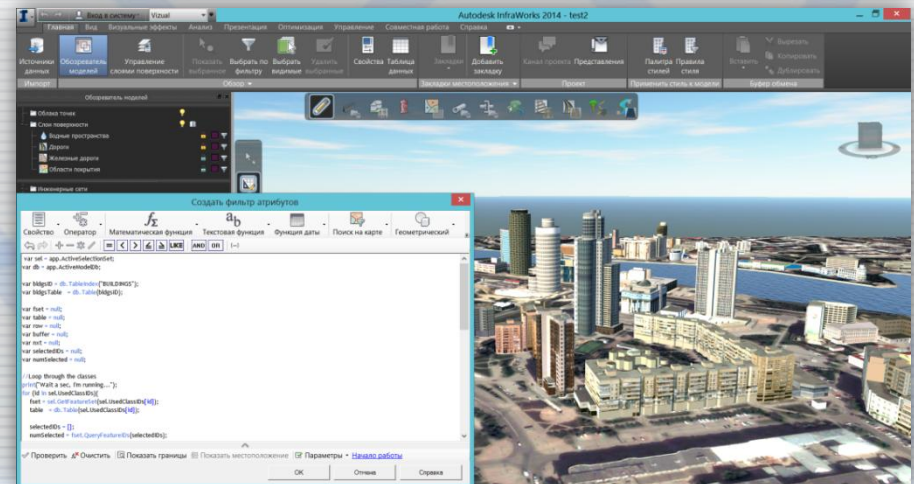 Вход в систему Vizual
Autodesk InfraWorks 2014 - test2
Главная Вид Визуальные эффекты Анализ Презентация Оптимизация Управление Совместная работа Справка
Источники данных
Обозреватель моделей
Управление слоями поверхности
Показать выбранное
Выбрать по фильтру
Выбрать видимые
Удалить выбранные
Свойства
Таблица данных
Закладки
Добавить закладку
Канал проекта
Представления
Палитра стилей
Правила стиля
Вставить
Вырезать
Копировать
Дублировать
Импорт
Обзор
Закладки местоположения
Проект
Применить стиль к модели
Буфер обмена
Обозреватель моделей
Облака точек
Слои поверхности
Водные пространства
Дороги
Железные дороги
Области покрытия
Инженерные сети
Создать фильтр атрибутов
Свойство
Оператор
Математическая функция
Текстовая функция
Функция даты
Поиск на карте
Геометрический
= < > LIKE AND OR
var sel = app.ActiveSelectionSet;
var db = app.ActiveModelDb;
var bldgsID = db.TableIndex("BUILDINGS");
var bldgsTable = db.Table(bldgsID);
var fset = null;
var table = null;
var row = null;
var buffer = null;
var nxt = null;
var selectedIDs = null;
var numSelected = null;
//Loop through the classes
print("Wait a sec, I'm running...");
for (id in sel.UsedClassIDs){
fset = sel.GetFeatureSet(sel.UsedClassIDs[id]);
table = db.Table(sel.UsedClassIDs[id]);
selectedIDs = [];
numSelected = fset.QueryFeatureIDs(selectedIDs);
Проверить Очистить Показать границы Показать местоположение Параметры Начало работы
OK Отмена Справка